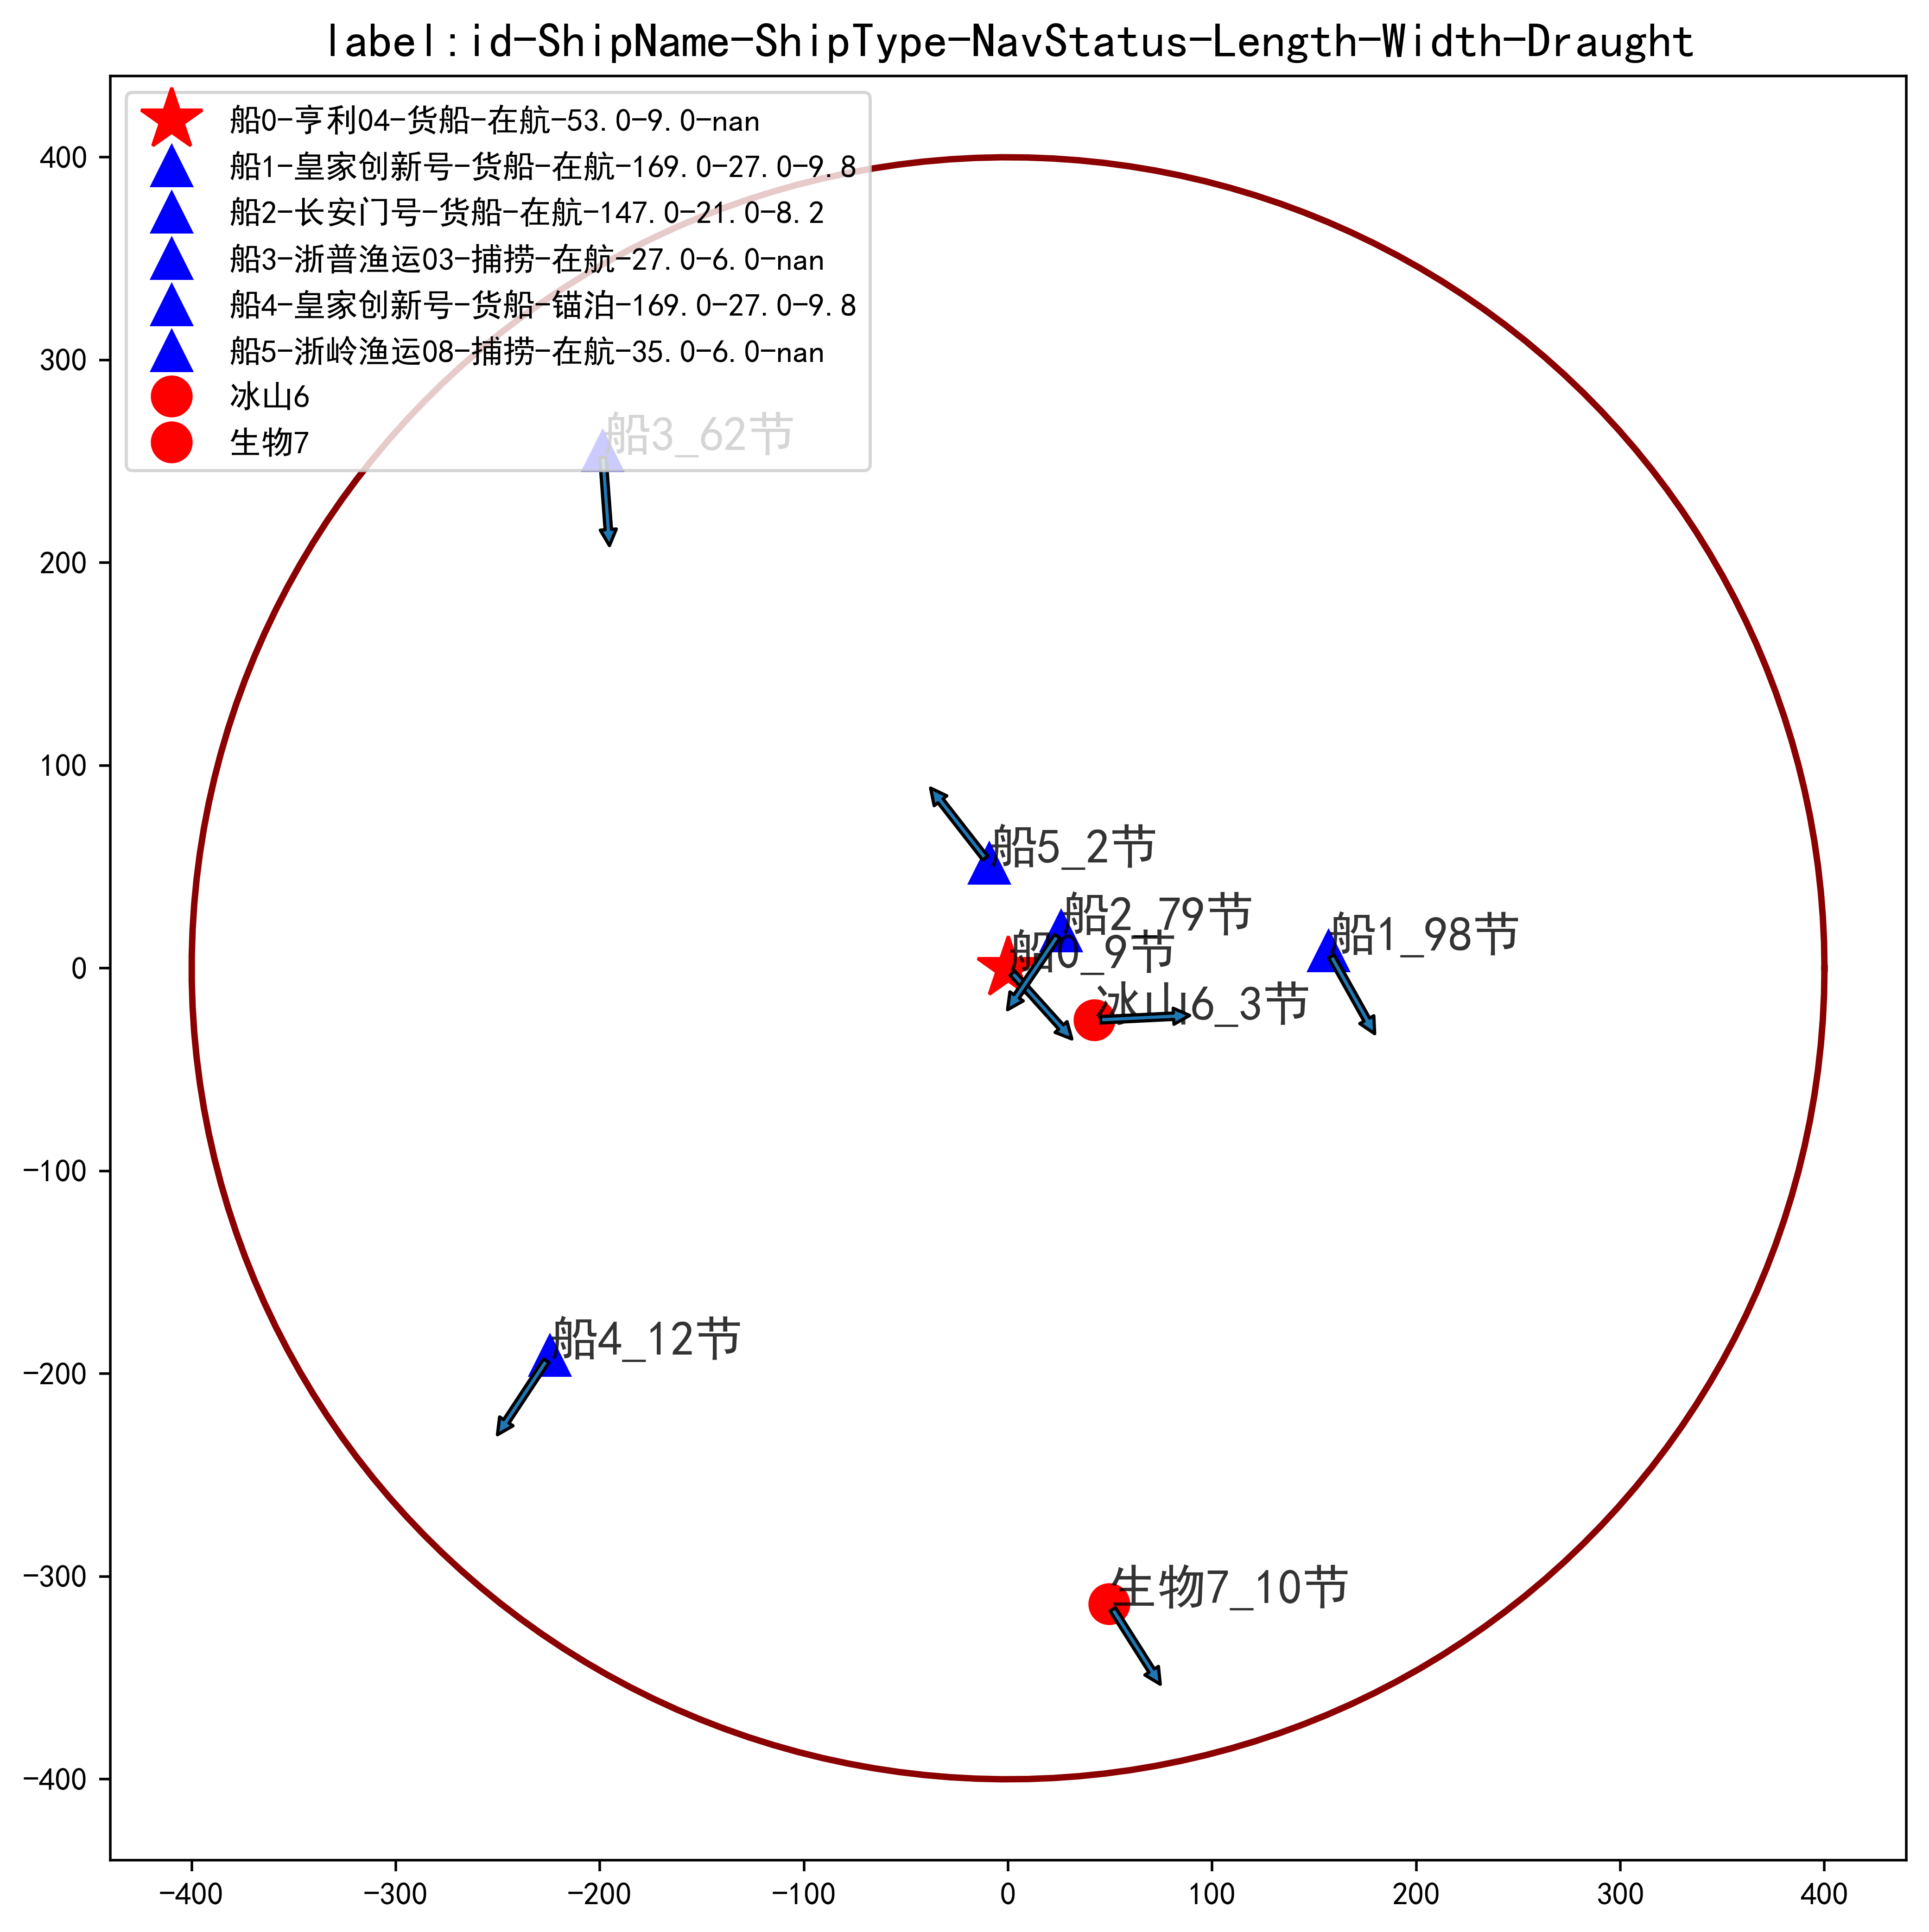 label:id-ShipName-ShipType-NavStatus-Length-Width-Draught
船0-亨利04-货船-在航-53.0-9.0-nan
船1-皇家创新号-货船-在航-169.0-27.0-9.8
船2-长安门号-货船-在航-147.0-21.0-8.2
船3-浙普渔运03-捕捞-在航-27.0-6.0-nan
船4-皇家创新号-货船-锚泊-169.0-27.0-9.8
船5-浙岭渔运08-捕捞-在航-35.0-6.0-nan
冰山6
生物7
船3_62节
船5_2节
船2_79节
船1_98节
船0_9节
冰山6_3节
船4_12节
生物7_10节
400
300
200
100
0
-100
-200
-300
-400
-400 -300 -200 -100 0 100 200 300 400